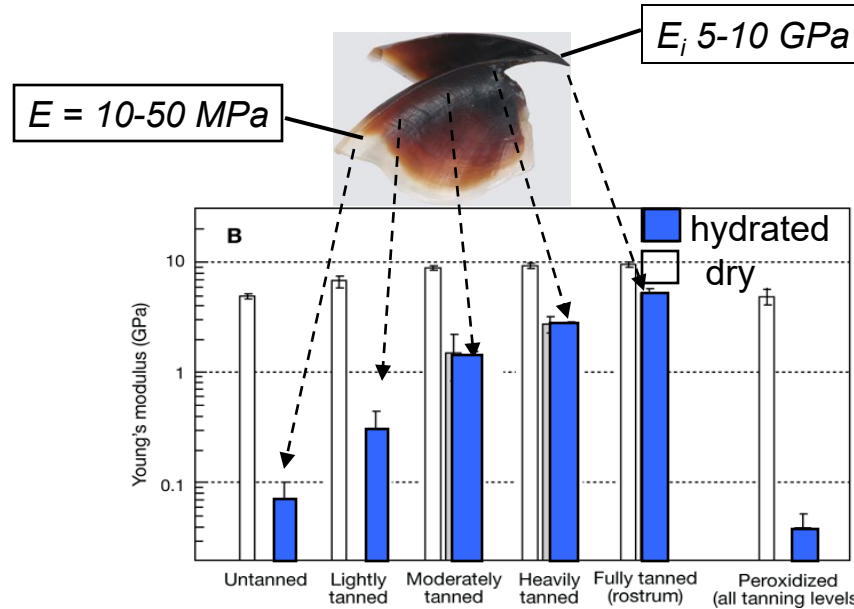 E_i 5-10 GPa
E = 10-50 MPa
B
hydrated
dry
Young's modulus (GPa)
10
1
0.1
Untanned
Lightly
tanned
Moderately
tanned
Heavily
tanned
Fully tanned
(rostrum)
Peroxidized
(all tanning levels